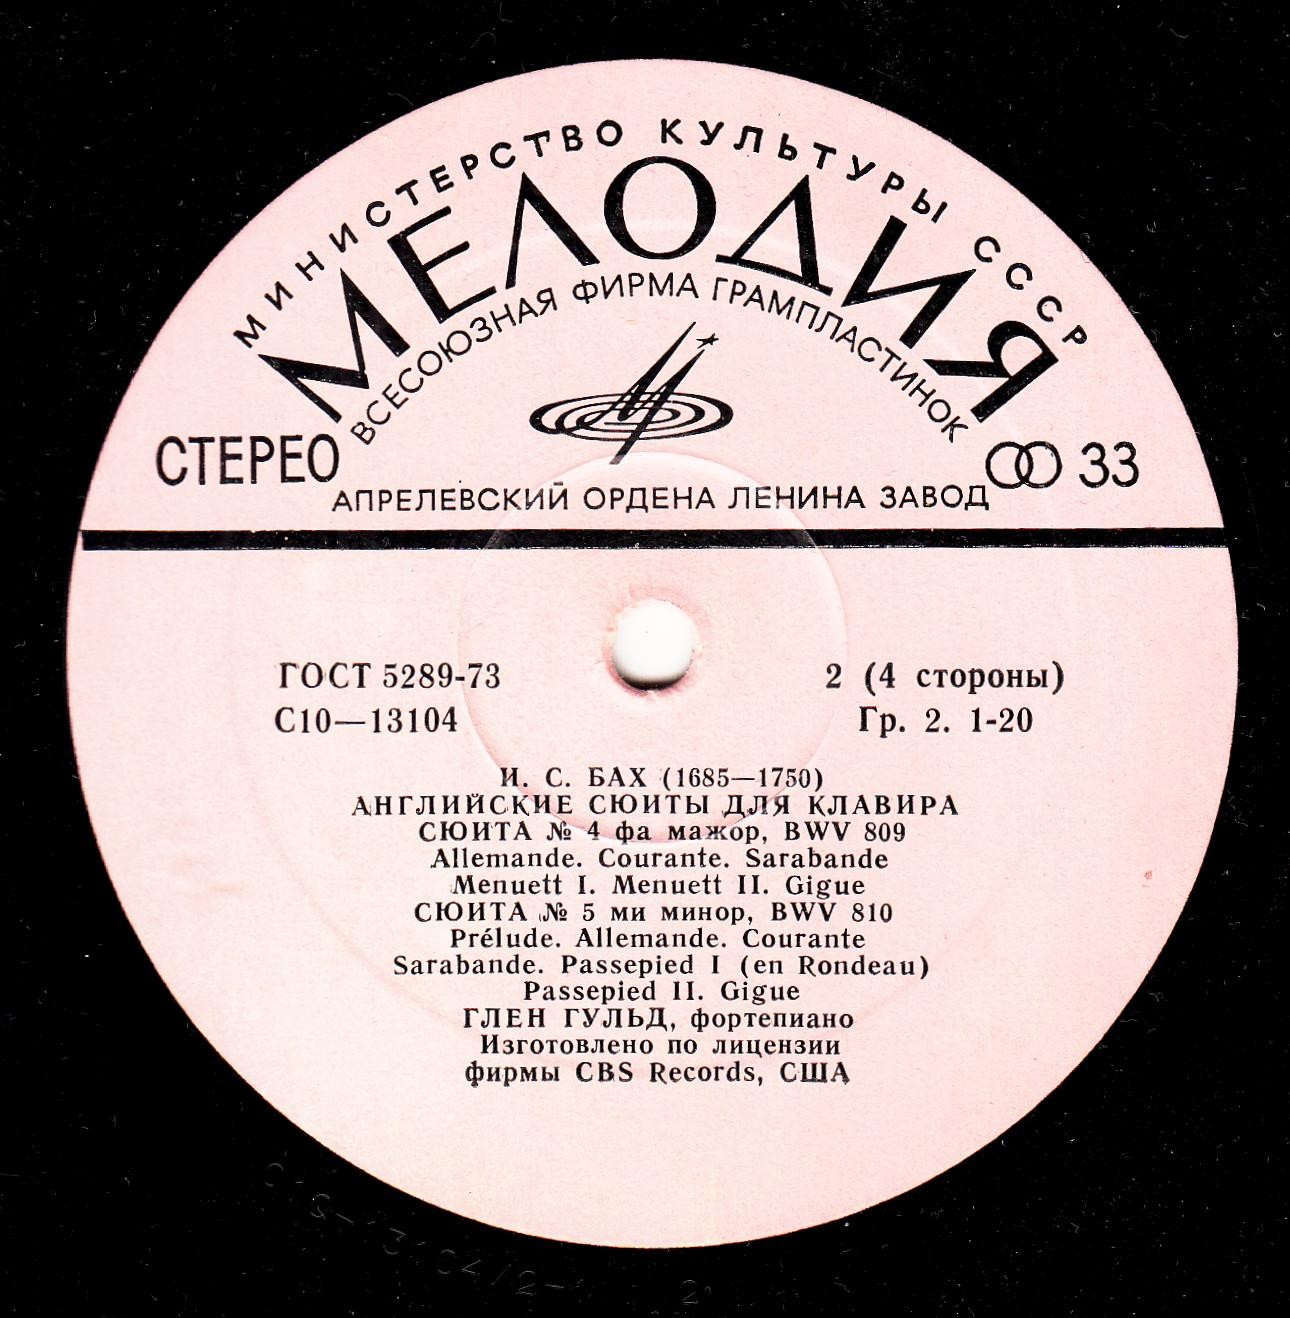 МИНИСТЕРСТВО КУЛЬТУРЫ СССР
МЕЛОДИЯ
ВСЕСОЮЗНАЯ ФИРМА ГРАМПЛАСТИНОК
СТЕРЕО
33
АПРЕЛЕВСКИЙ ОРДЕНА ЛЕНИНА ЗАВОД
ГОСТ 5289-73
2 (4 стороны)
С10—13104
Гр. 2. 1-20
И. С. БАХ (1685—1750)
АНГЛИЙСКИЕ СЮИТЫ ДЛЯ КЛАВИРА
СЮИТА № 4 фа мажор, BWV 809
Allemande. Courante. Sarabande
Menuett I. Menuett II. Gigue
СЮИТА № 5 ми минор, BWV 810
Prélude. Allemande. Courante
Sarabande. Passepied I (en Rondeau)
Passepied II. Gigue
ГЛЕН ГУЛЬД, фортепиано
Изготовлено по лицензии
фирмы CBS Records, США